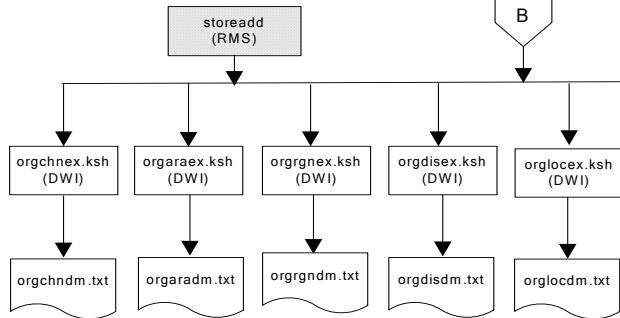 storeadd
(RMS)
B
orgchnex.ksh
(DWI)
orgaraex.ksh
(DWI)
orgrgnex.ksh
(DWI)
orgdisex.ksh
(DWI)
orglocex.ksh
(DWI)
orgchndm.txt
orgaradm.txt
orgrgndm.txt
orgdisdm.txt
orglocdm.txt